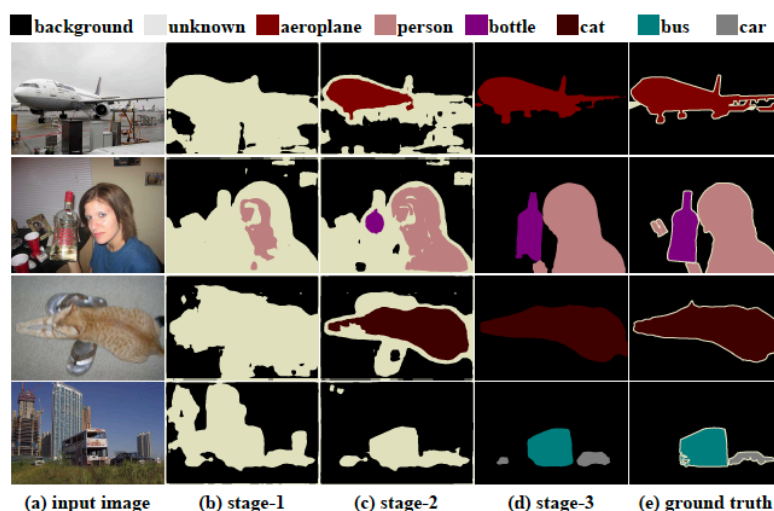 background unknown aeroplane person bottle cat bus car
(a) input image (b) stage-1 (c) stage-2 (d) stage-3 (e) ground truth